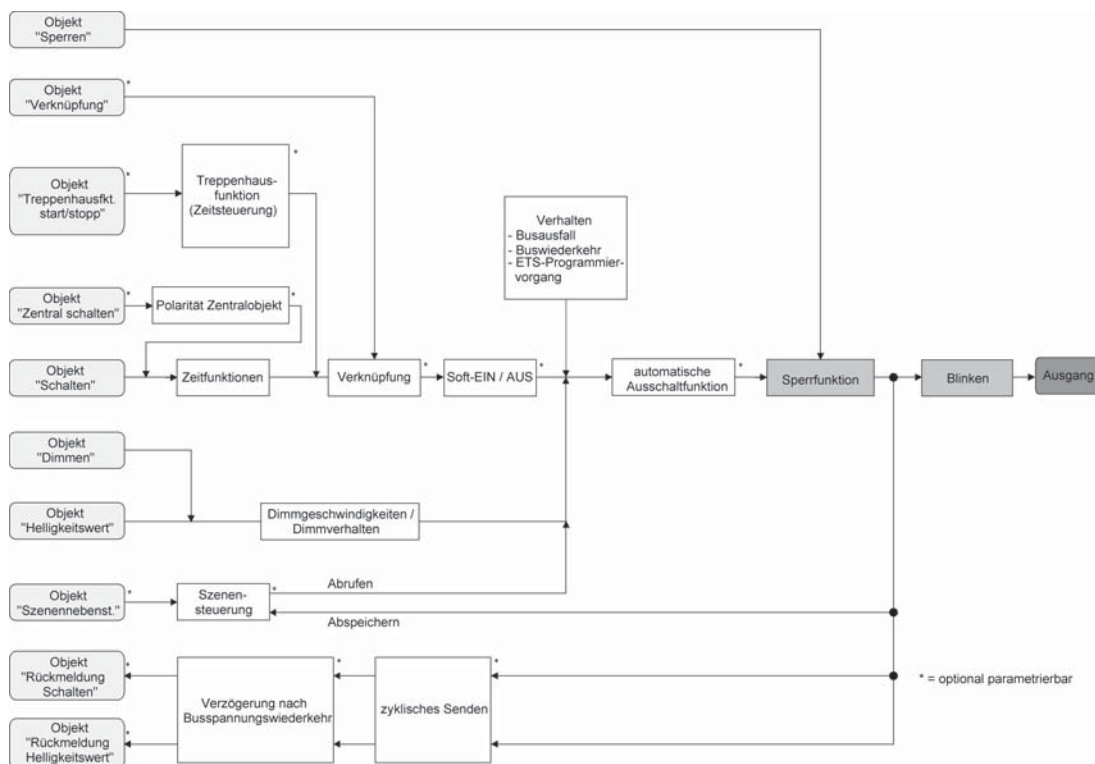 Objekt
"Sperren"
Objekt
"Verknüpfung"
*
Objekt
"Treppenhausfkt.
start/stopp"
*
Treppenhaus-
funktion
(Zeitsteuerung)
*
Verhalten
- Busausfall
- Buswiederkehr
- ETS-Programmier-
vorgang
Objekt
"Zentral schalten"
*
Polarität Zentralobjekt
*
Objekt
"Schalten"
Zeitfunktionen
Verknüpfung
*
Soft-EIN / AUS
*
automatische
Ausschaltfunktion
*
Sperrfunktion
Blinken
Ausgang
Objekt
"Dimmen"
Objekt
"Helligkeitswert"
Dimmgeschwindigkeiten /
Dimmverhalten
Objekt
"Szenennebenst."
*
Szenen-
steuerung
*
Abrufen
Abspeichern
Objekt
"Rückmeldung
Schalten"
*
Verzögerung nach
Busspannungswiederkehr
*
zyklisches Senden
*
* = optional parametrierbar
Objekt
"Rückmeldung
Helligkeitswert"
*